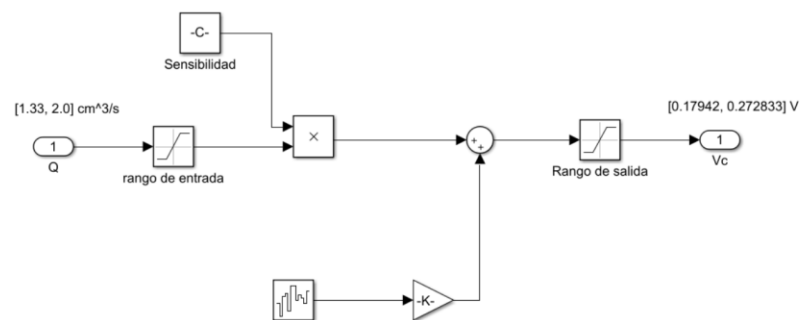 -C-
Sensibilidad
[1.33, 2.0] cm^3/s
[0.17942, 0.272833] V
1
Q
rango de entrada
×
+
+
Rango de salida
1
Vc
-K-